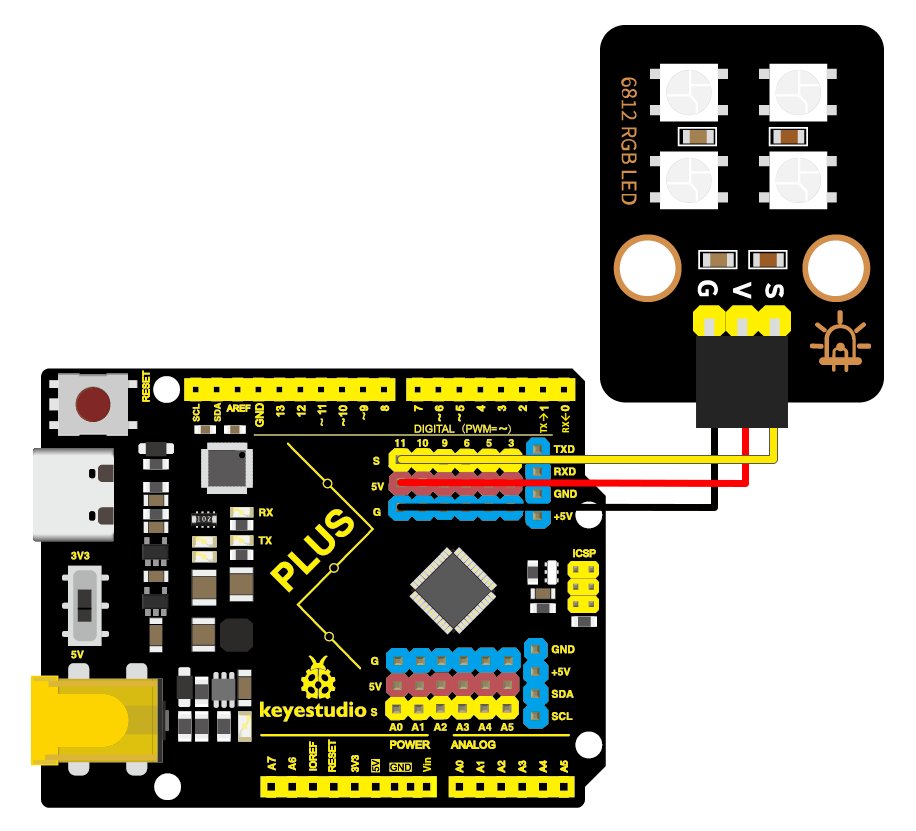 6812 RGB LED
G V S
RESET
SCL SDA AREF GND 13 12 ~11 ~10 ~9 8
7 ~6 ~5 4 3 2 TX→1 RX←0
DIGITAL (PWM=~)
11 10 9 6 5 3
S
5V
G
TXD
RXD
GND
+5V
102
RX
TX
PLUS
3V3
5V
ICSP
G
5V
S
GND
+5V
SDA
SCL
keyestudio
A0 A1 A2 A3 A4 A5
POWER ANALOG
A7 A6 IOREF RESET 3V3 5V GND Vin A0 A1 A2 A3 A4 A5